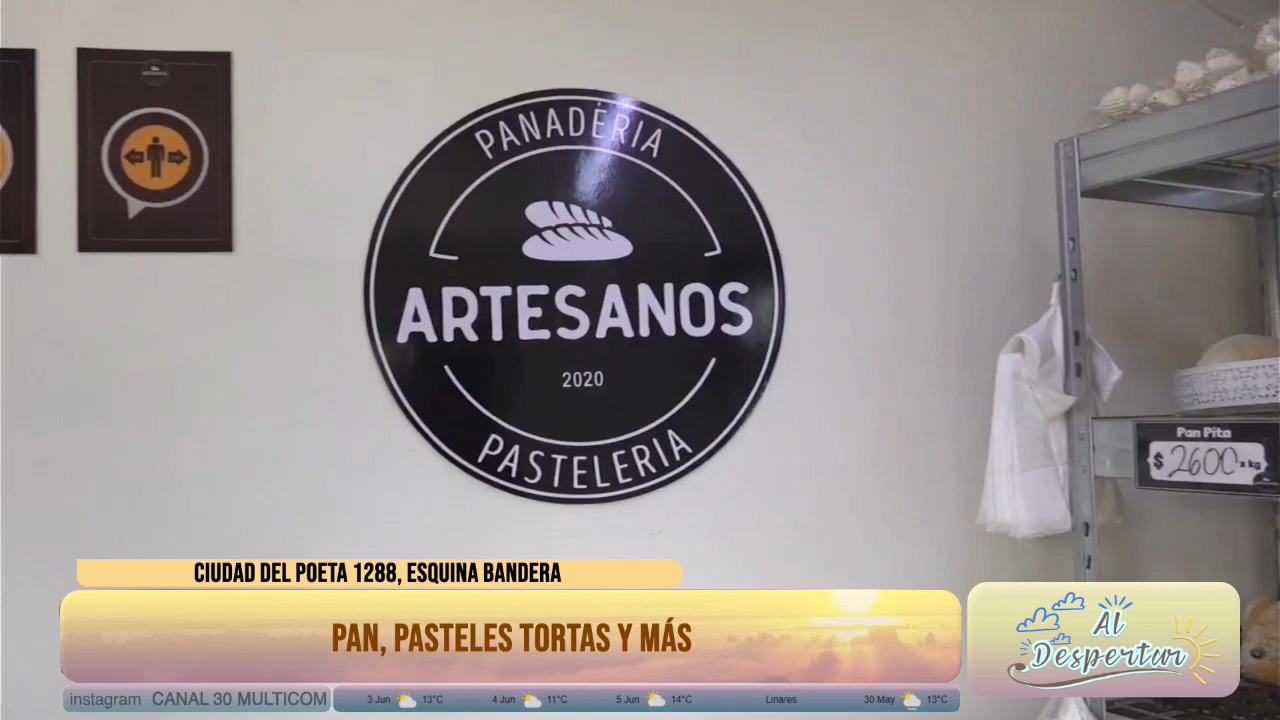 PANADERIA
ARTESANOS
2020
PASTELERIA
Pan Pita
$ 2600 x kg
CIUDAD DEL POETA 1288, ESQUINA BANDERA
PAN, PASTELES TORTAS Y MÁS
Al
Despertar
instagram CANAL 30 MULTICOM
3 Jun 13°C 4 Jun 11°C 5 Jun 14°C Linares 30 May 13°C